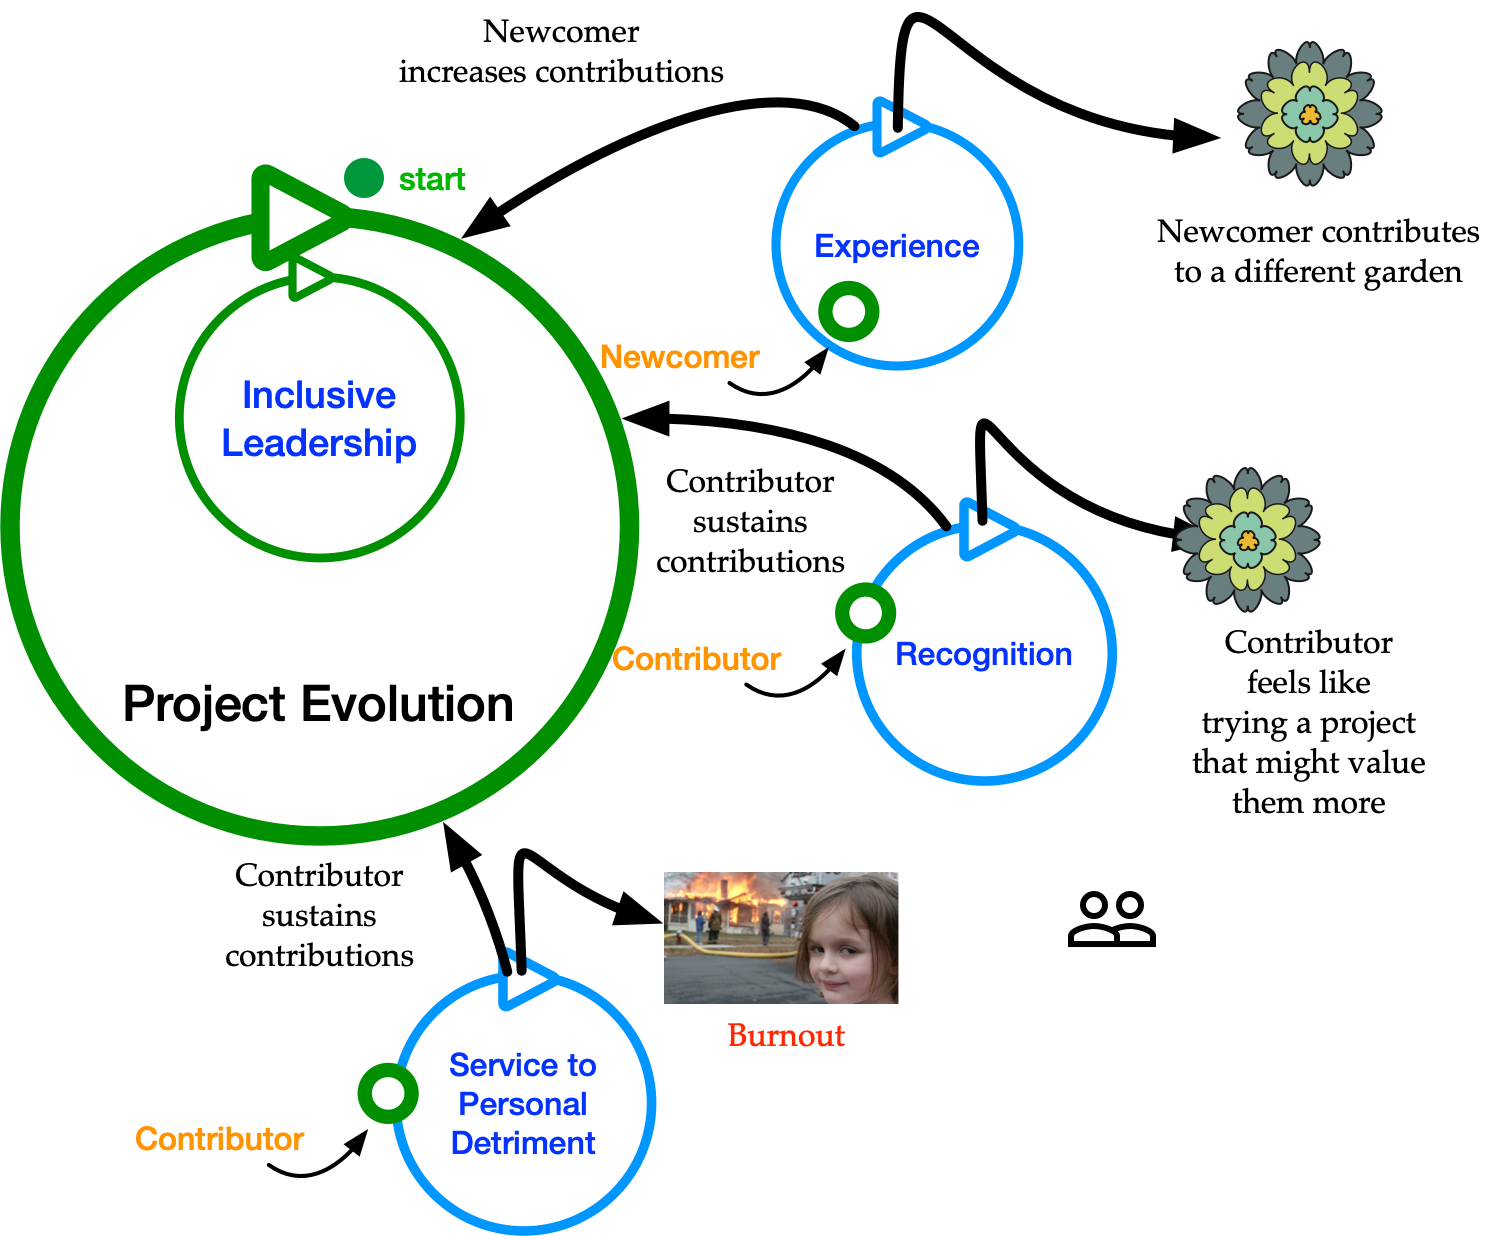 Newcomer
increases contributions
start
Experience
Newcomer contributes
to a different garden
Newcomer
Inclusive
Leadership
Contributor
sustains
contributions
Contributor
Recognition
Contributor
feels like
trying a project
that might value
them more
Project Evolution
Contributor
sustains
contributions
Burnout
Service to
Personal
Detriment
Contributor